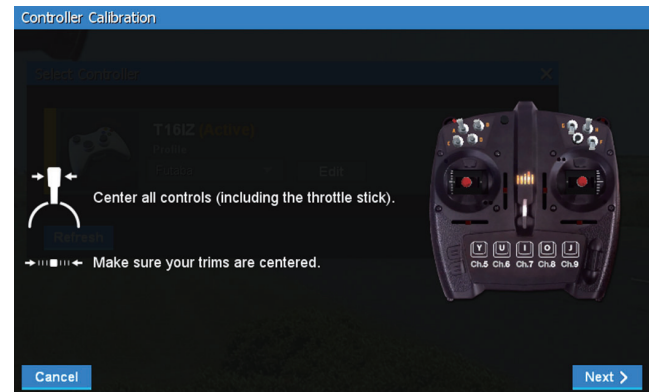 Controller Calibration
Select Controller
T16IZ (Active)
Profile
Edit
Center all controls (including the throttle stick).
Refresh
Make sure your trims are centered.
Y U I O J
Ch.5 Ch.6 Ch.7 Ch.8 Ch.9
Cancel
Next